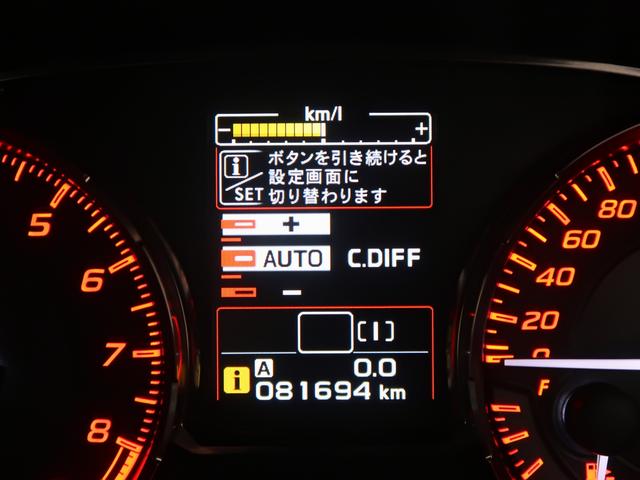 km/l
− +
i ボタンを引き続けると
設定画面に
SET 切り替わります
+
AUTO C.DIFF
−
[I]
A 0.0
i 081694 km
5
6
7
8
80
60
40
20
0
F